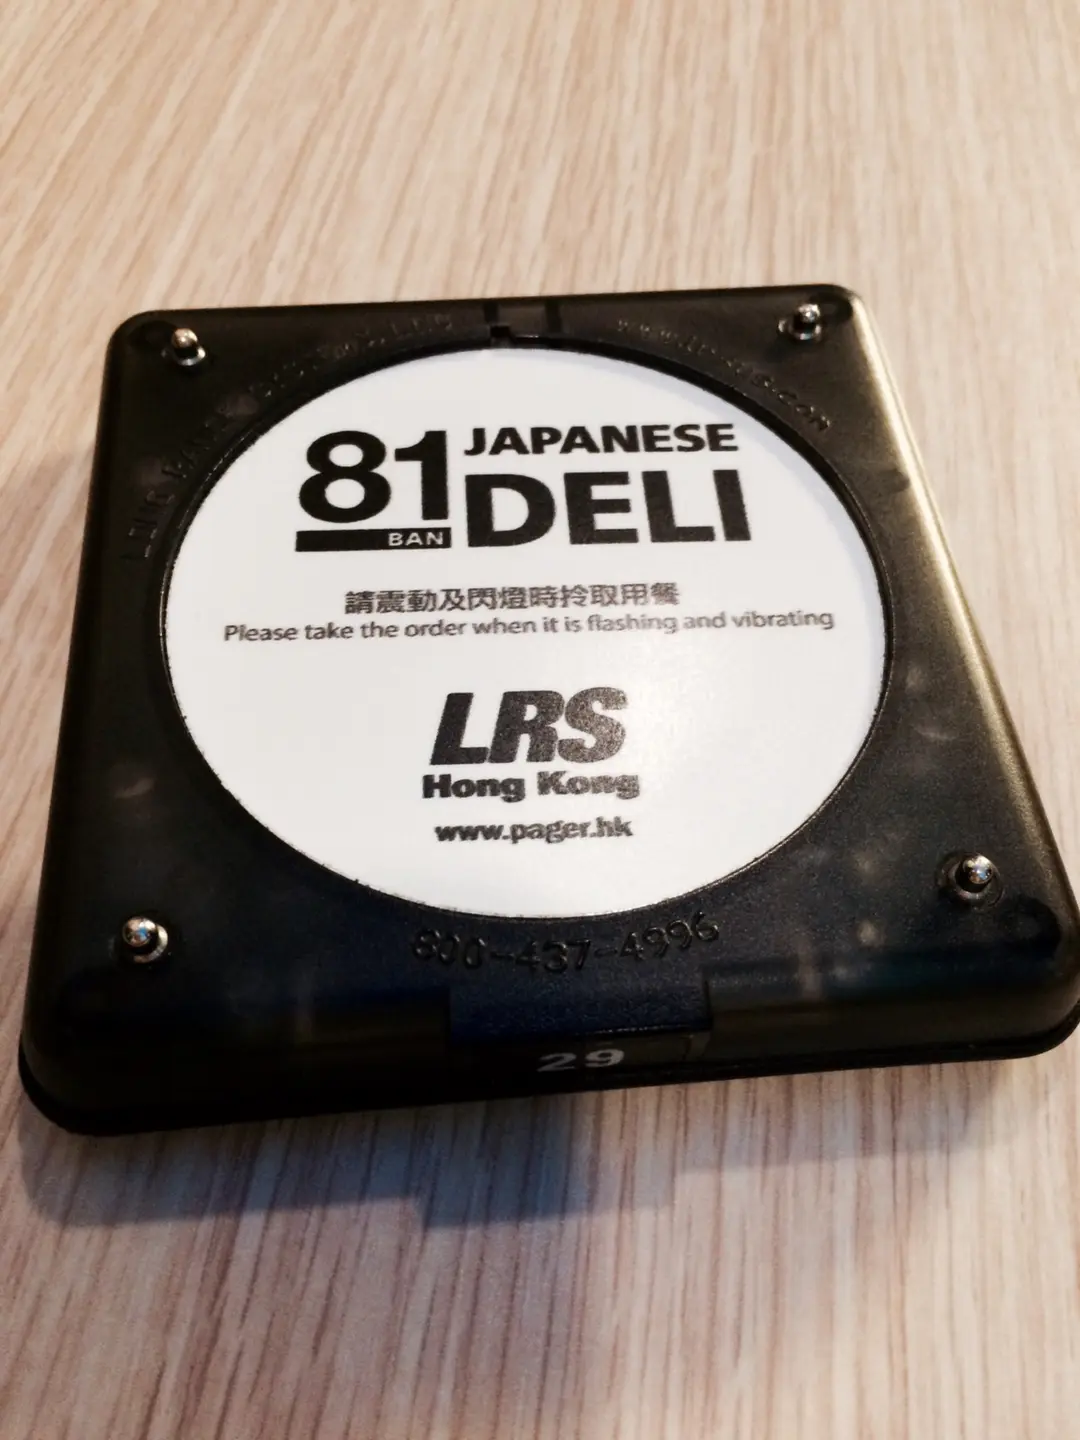 81 JAPANESE
BAN DELI
請震動及閃燈時拎取用餐
Please take the order when it is flashing and vibrating
LRS
Hong Kong
www.pager.hk
800-437-4996
29